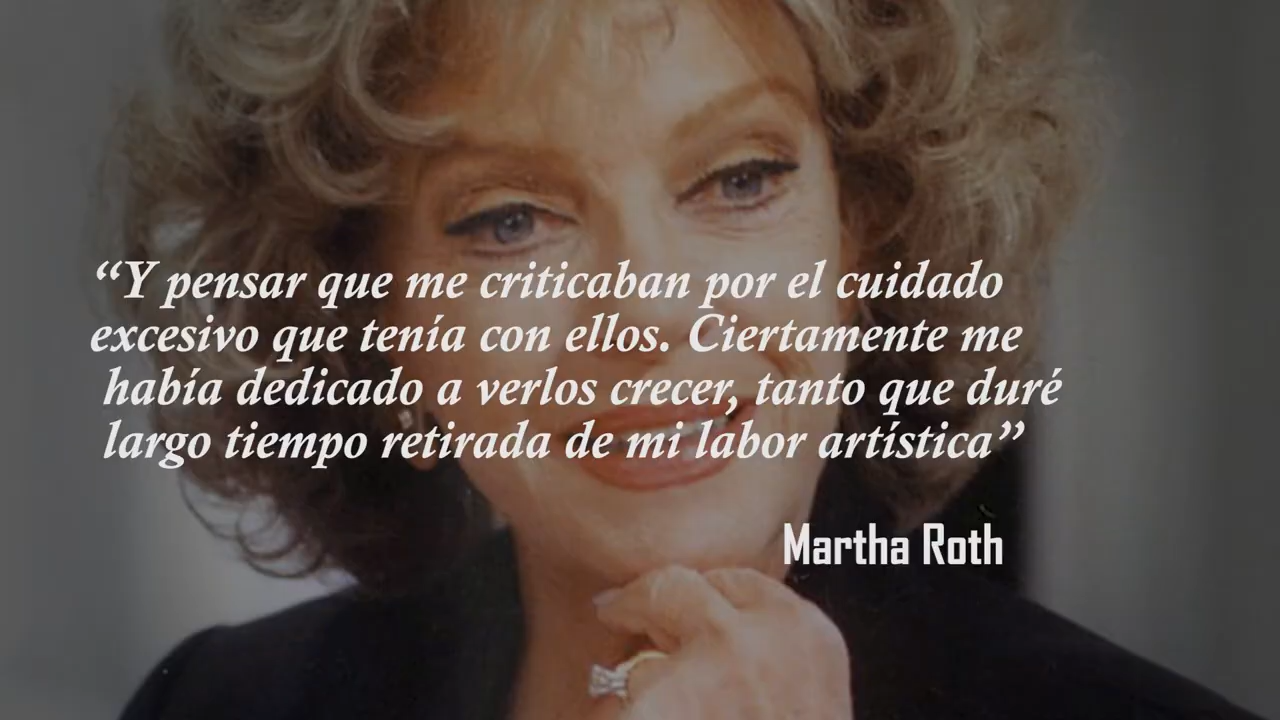 “Y pensar que me criticaban por el cuidado
excesivo que tenía con ellos. Ciertamente me
había dedicado a verlos crecer, tanto que duré
largo tiempo retirada de mi labor artística”
Martha Roth